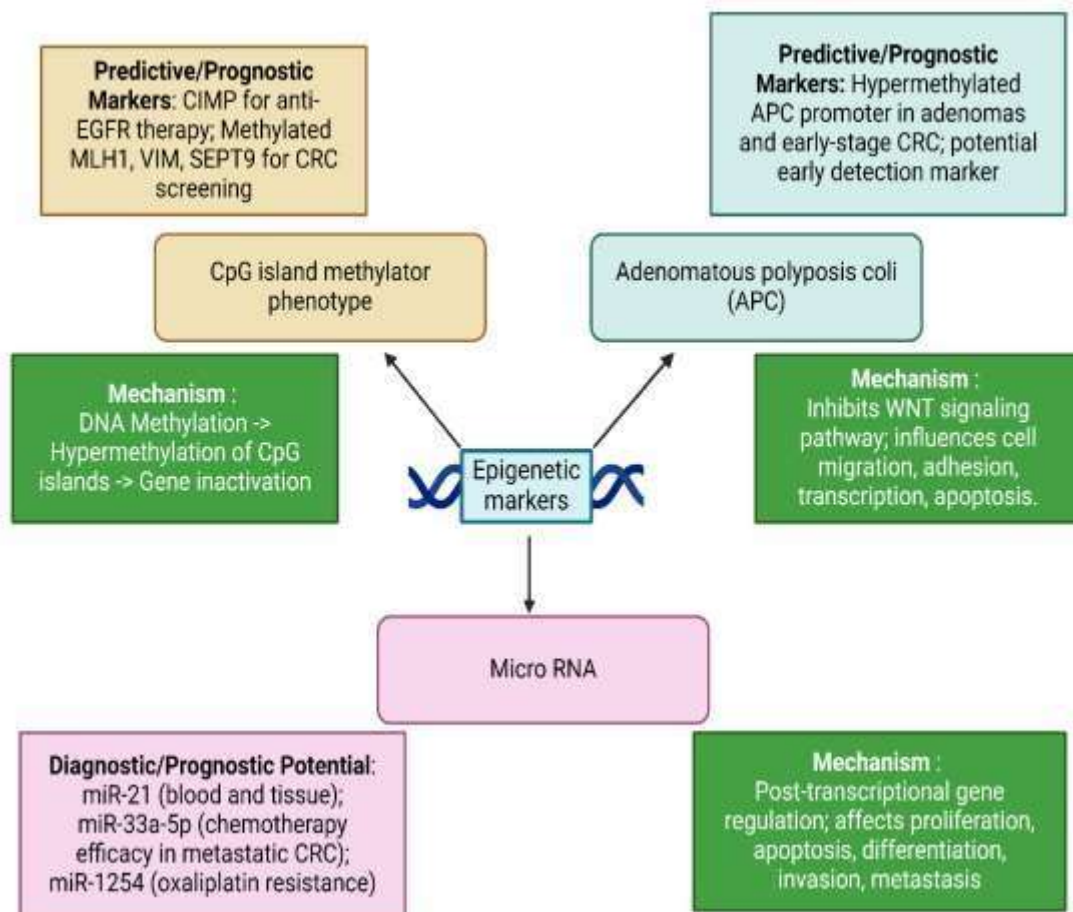 Predictive/Prognostic
Markers: CIMP for anti-
EGFR therapy; Methylated
MLH1, VIM, SEPT9 for CRC
screening
Predictive/Prognostic
Markers: Hypermethylated
APC promoter in adenomas
and early-stage CRC; potential
early detection marker
CpG island methylator
phenotype
Adenomatous polyposis coli
(APC)
Mechanism :
DNA Methylation ->
Hypermethylation of CpG
islands -> Gene inactivation
Mechanism :
Inhibits WNT signaling
pathway; influences cell
migration, adhesion,
transcription, apoptosis.
Epigenetic
markers
Micro RNA
Diagnostic/Prognostic Potential:
miR-21 (blood and tissue);
miR-33a-5p (chemotherapy
efficacy in metastatic CRC);
miR-1254 (oxaliplatin resistance)
Mechanism :
Post-transcriptional gene
regulation; affects proliferation,
apoptosis, differentiation,
invasion, metastasis